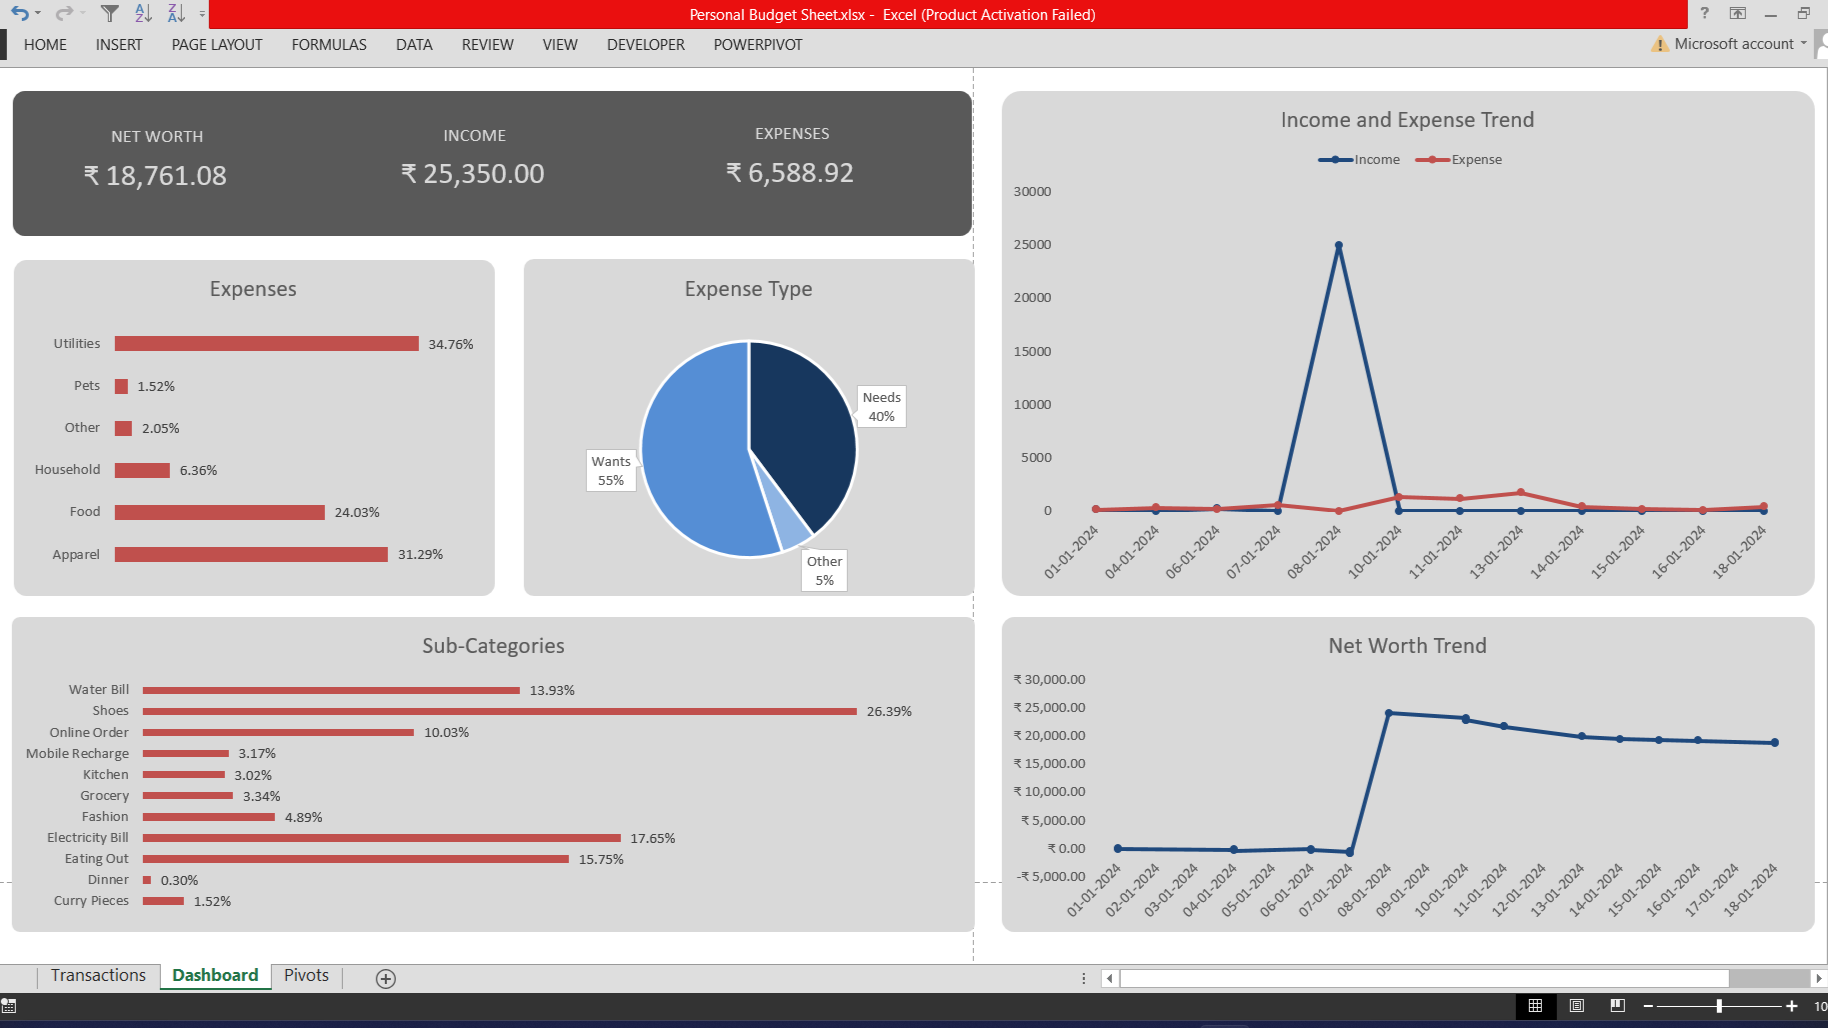 Personal Budget Sheet.xlsx - Excel (Product Activation Failed)
?
HOME INSERT PAGE LAYOUT FORMULAS DATA REVIEW VIEW DEVELOPER POWERPIVOT
Microsoft account
NET WORTH
₹ 18,761.08
INCOME
₹ 25,350.00
EXPENSES
₹ 6,588.92
Income and Expense Trend
Income Expense
30000
25000
20000
15000
10000
5000
0
01-01-2024
04-01-2024
06-01-2024
07-01-2024
08-01-2024
10-01-2024
11-01-2024
13-01-2024
14-01-2024
15-01-2024
16-01-2024
18-01-2024
Expenses
Utilities 34.76%
Pets 1.52%
Other 2.05%
Household 6.36%
Food 24.03%
Apparel 31.29%
Expense Type
Needs
40%
Wants
55%
Other
5%
Sub-Categories
Water Bill 13.93%
Shoes 26.39%
Online Order 10.03%
Mobile Recharge 3.17%
Kitchen 3.02%
Grocery 3.34%
Fashion 4.89%
Electricity Bill 17.65%
Eating Out 15.75%
Dinner 0.30%
Curry Pieces 1.52%
Net Worth Trend
₹ 30,000.00
₹ 25,000.00
₹ 20,000.00
₹ 15,000.00
₹ 10,000.00
₹ 5,000.00
₹ 0.00
-₹ 5,000.00
01-01-2024
02-01-2024
03-01-2024
04-01-2024
05-01-2024
06-01-2024
07-01-2024
08-01-2024
09-01-2024
10-01-2024
11-01-2024
12-01-2024
13-01-2024
14-01-2024
15-01-2024
16-01-2024
17-01-2024
18-01-2024
Transactions Dashboard Pivots
10